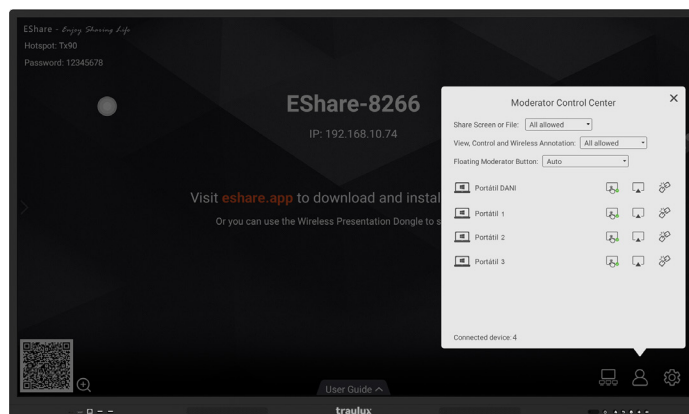 EShare - Enjoy Sharing Life
Hotspot: Tx90
Password: 12345678
EShare-8266
IP: 192.168.10.74
Visit eshare.app to download and instal
Or you can use the Wireless Presentation Dongle to s
User Guide
traulux
Moderator Control Center
Share Screen or File: All allowed
View, Control and Wireless Annotation: All allowed
Floating Moderator Button: Auto
Portátil DANI
Portátil 1
Portátil 2
Portátil 3
Connected device: 4